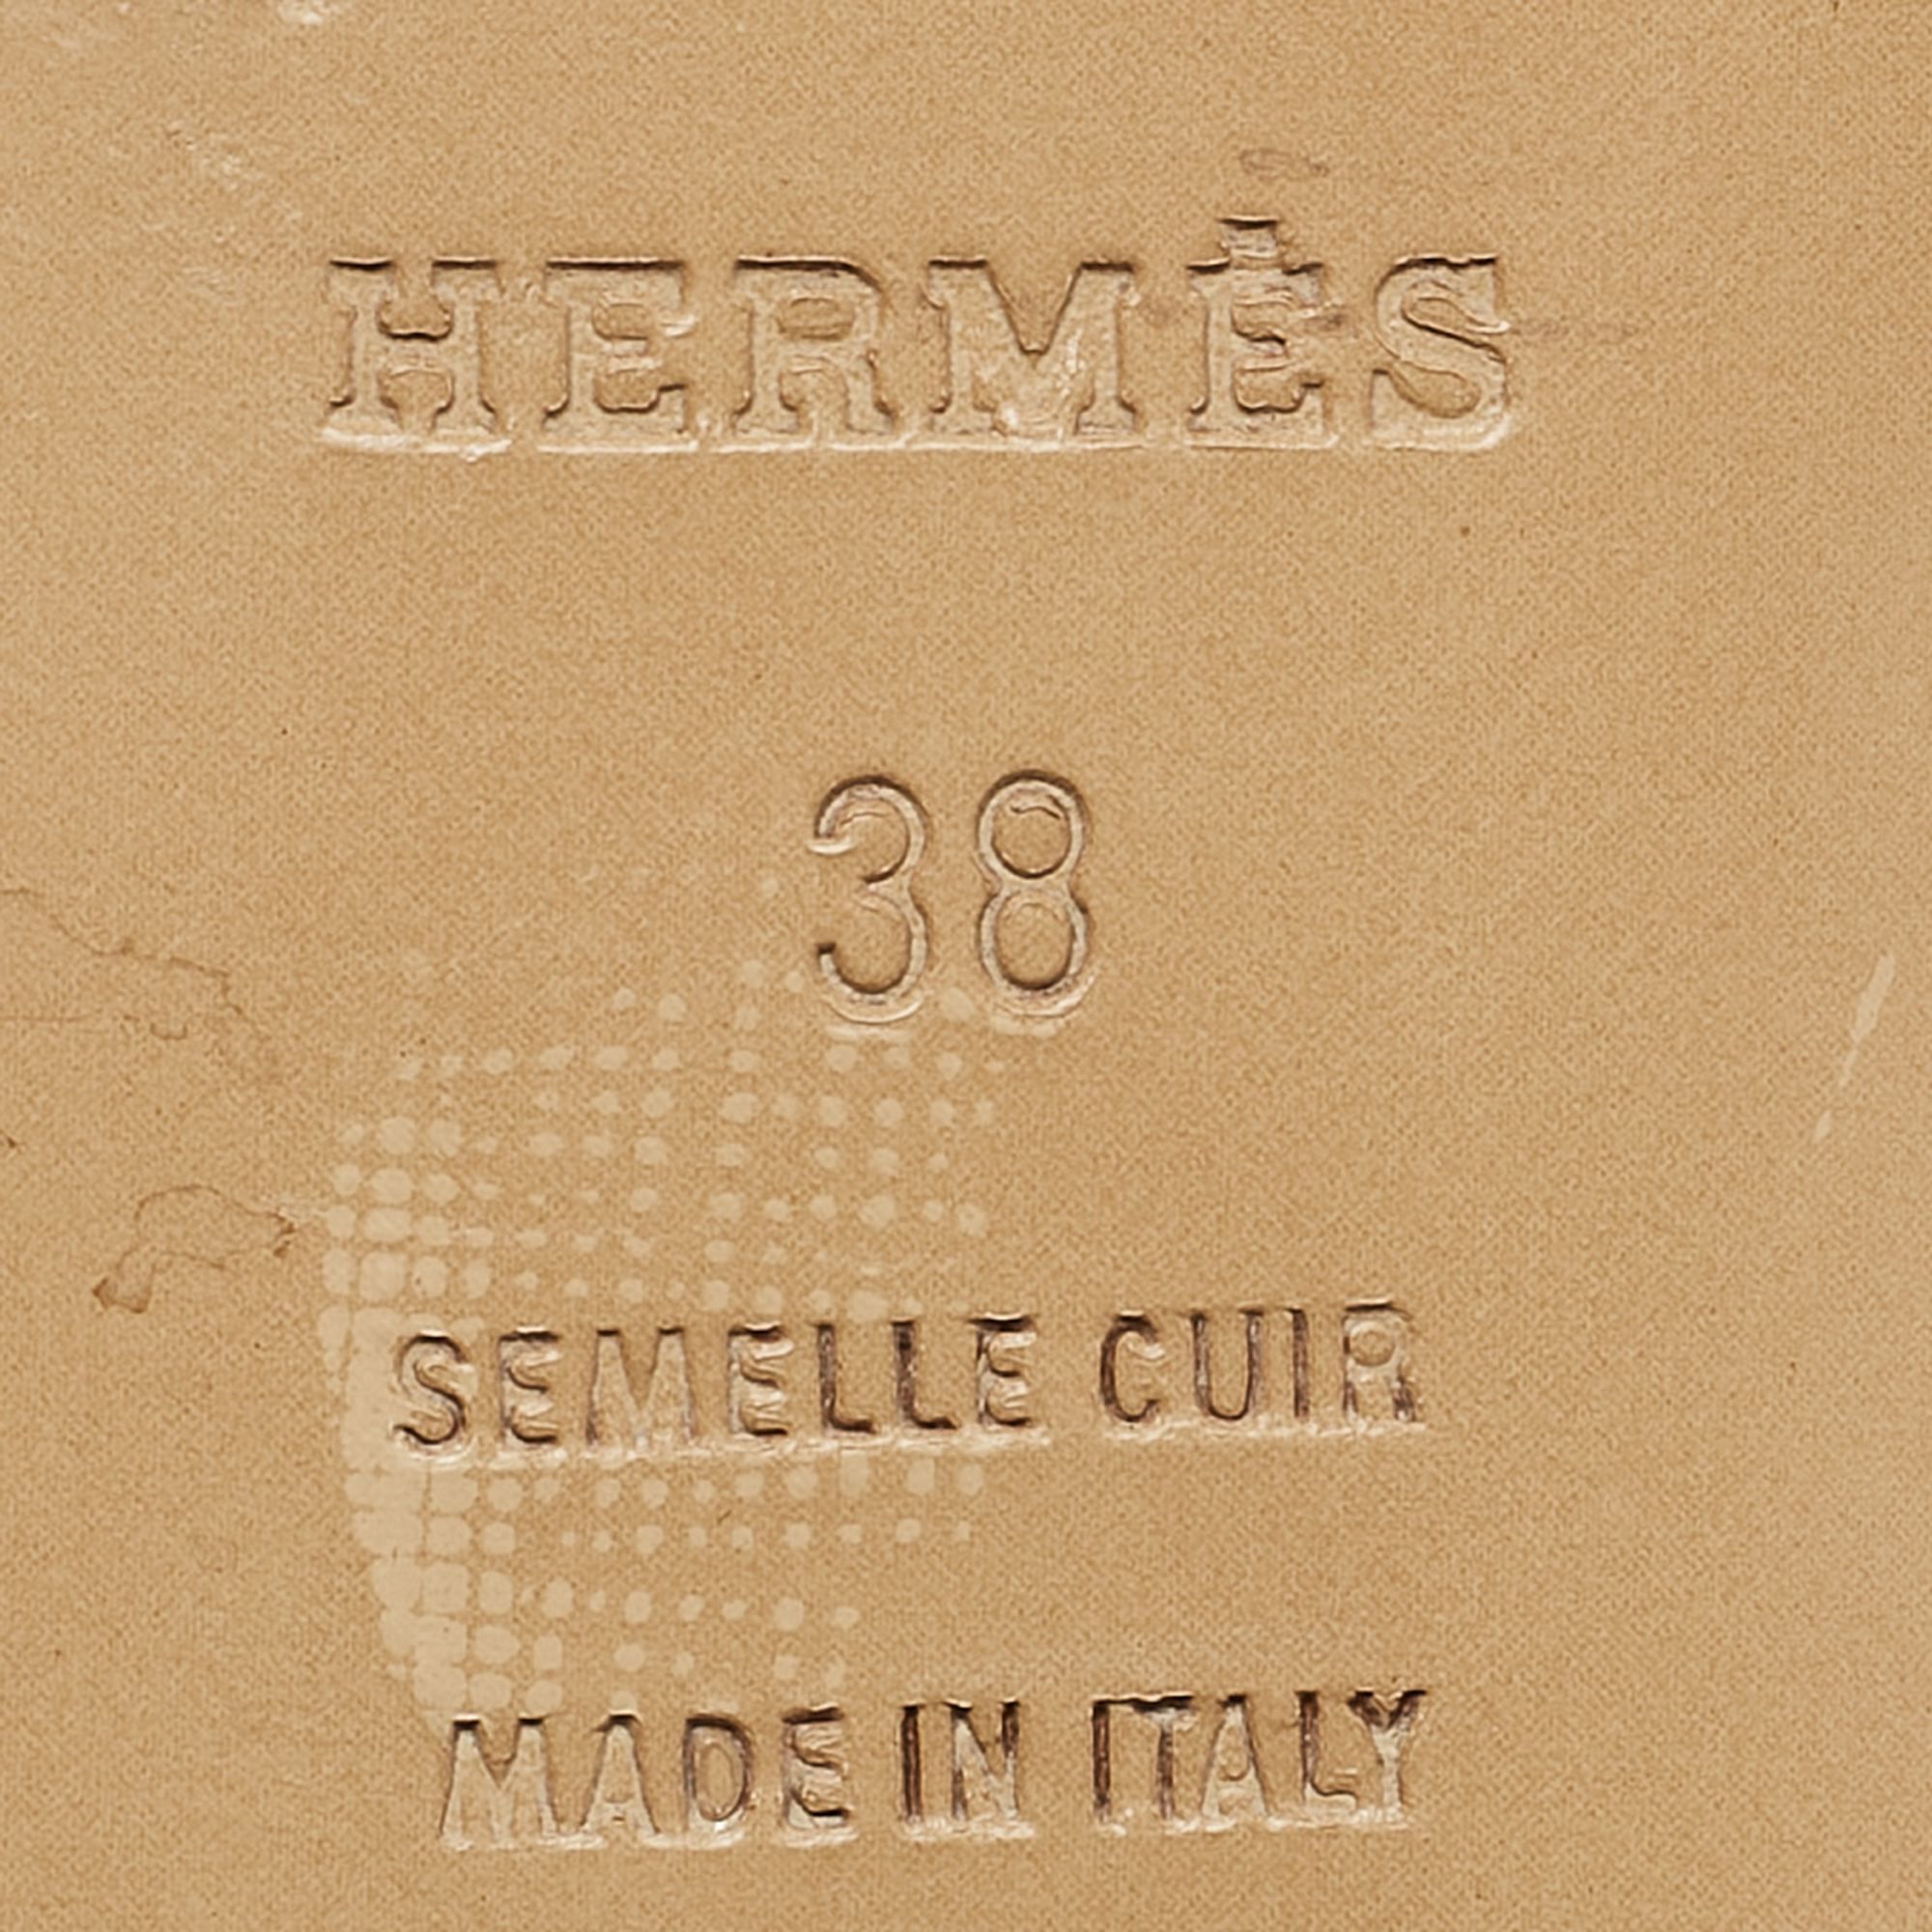 HERMÈS
38
SEMELLE CUIR
MADE IN ITALY